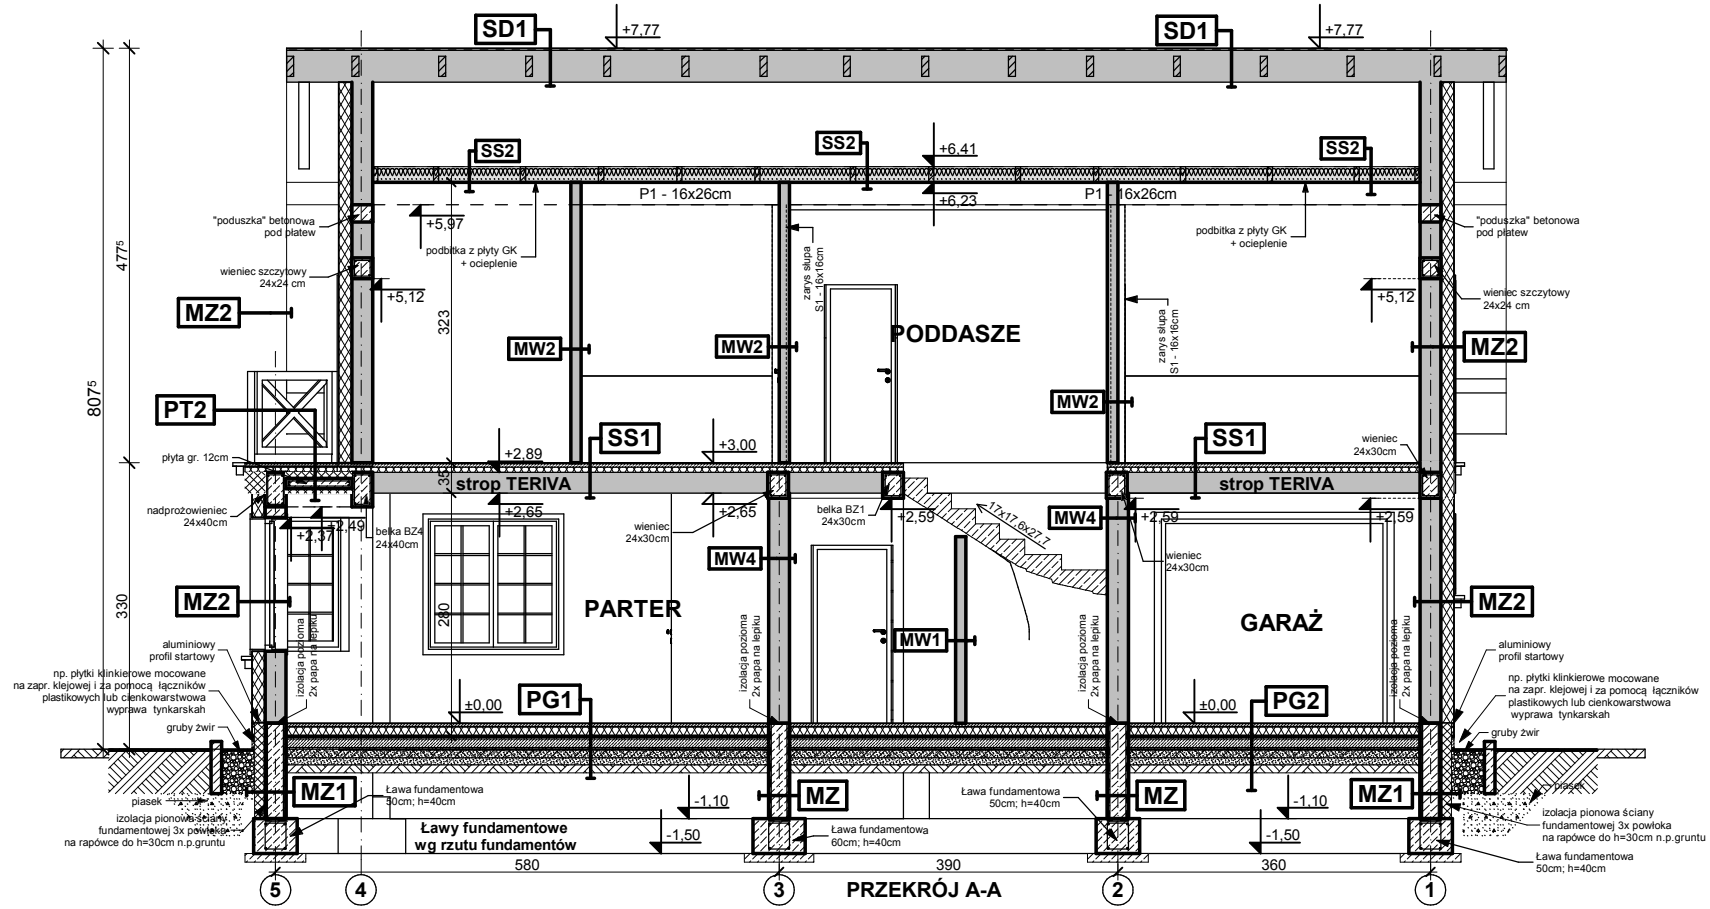 SD1
+7,77
SD1
+7,77
SS2
SS2
+6,41
SS2
P1 - 16x26cm
+6,23
P1 - 16x26cm
"poduszka" betonowa
pod płatew
+5,97
podbitka z płyty GK
+ ocieplenie
zarys słupa
S1 - 16x16cm
podbitka z płyty GK
+ ocieplenie
"poduszka" betonowa
pod płatew
477⁵
wieniec szczytowy
24x24 cm
+5,12
+5,12
wieniec szczytowy
24x24 cm
MZ2
323
MW2
MW2
PODDASZE
zarys słupa
S1 - 16x16cm
MZ2
807⁵
PT2
MW2
SS1
SS1
wieniec
24x30cm
płyta gr. 12cm
+2,89
+3,00
35
strop TERIVA
strop TERIVA
nadprożowieniec
24x40cm
+2,49
+2,37
+2,65
belka BZ4
24x40cm
+2,65
wieniec
24x30cm
belka BZ1
24x30cm
+2,59
17x17,6x27,7
MW4
+2,59
+2,59
MW4
wieniec
24x30cm
330
MZ2
280
PARTER
MW1
GARAŻ
MZ2
izolacja pozioma
2x papa na lepiku
izolacja pozioma
2x papa na lepiku
izolacja pozioma
2x papa na lepiku
izolacja pozioma
2x papa na lepiku
aluminiowy
profil startowy
np. płytki klinkierowe mocowane
na zapr. klejowej i za pomocą łączników
plastikowych lub cienkowarstwowa
wyprawa tynkarskah
gruby żwir
±0,00
PG1
±0,00
PG2
aluminiowy
profil startowy
np. płytki klinkierowe mocowane
na zapr. klejowej i za pomocą łączników
plastikowych lub cienkowarstwowa
wyprawa tynkarskah
gruby żwir
MZ1
Ława fundamentowa
50cm; h=40cm
-1,10
MZ
Ława fundamentowa
50cm; h=40cm
MZ
-1,10
MZ1
piasek
piasek
izolacja pionowa ściany
fundamentowej 3x powłoka
na rapówce do h=30cm n.p.gruntu
Ławy fundamentowe
wg rzutu fundamentów
-1,50
Ława fundamentowa
60cm; h=40cm
-1,50
izolacja pionowa ściany
fundamentowej 3x powłoka
na rapówce do h=30cm n.p.gruntu
Ława fundamentowa
50cm; h=40cm
580
390
360
5
4
3
PRZEKRÓJ A-A
2
1